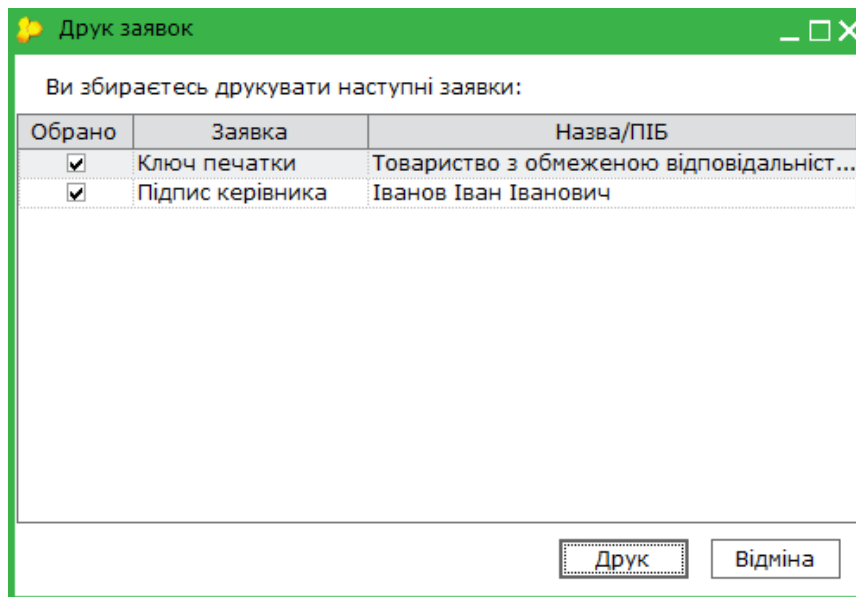 Друк заявок
Ви збираєтесь друкувати наступні заявки:
Обрано Заявка Назва/ПІБ
Ключ печатки Товариство з обмеженою відповідальніст...
Підпис керівника Іванов Іван Іванович
Друк Відміна